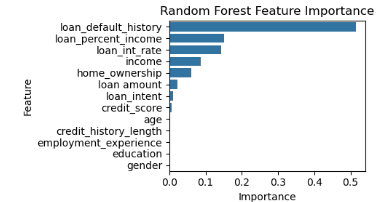 Random Forest Feature Importance
loan_default_history
loan_percent_income
loan_int_rate
income
home_ownership
loan amount
loan_intent
credit_score
age
credit_history_length
employment_experience
education
gender
Feature
0.0 0.1 0.2 0.3 0.4 0.5
Importance